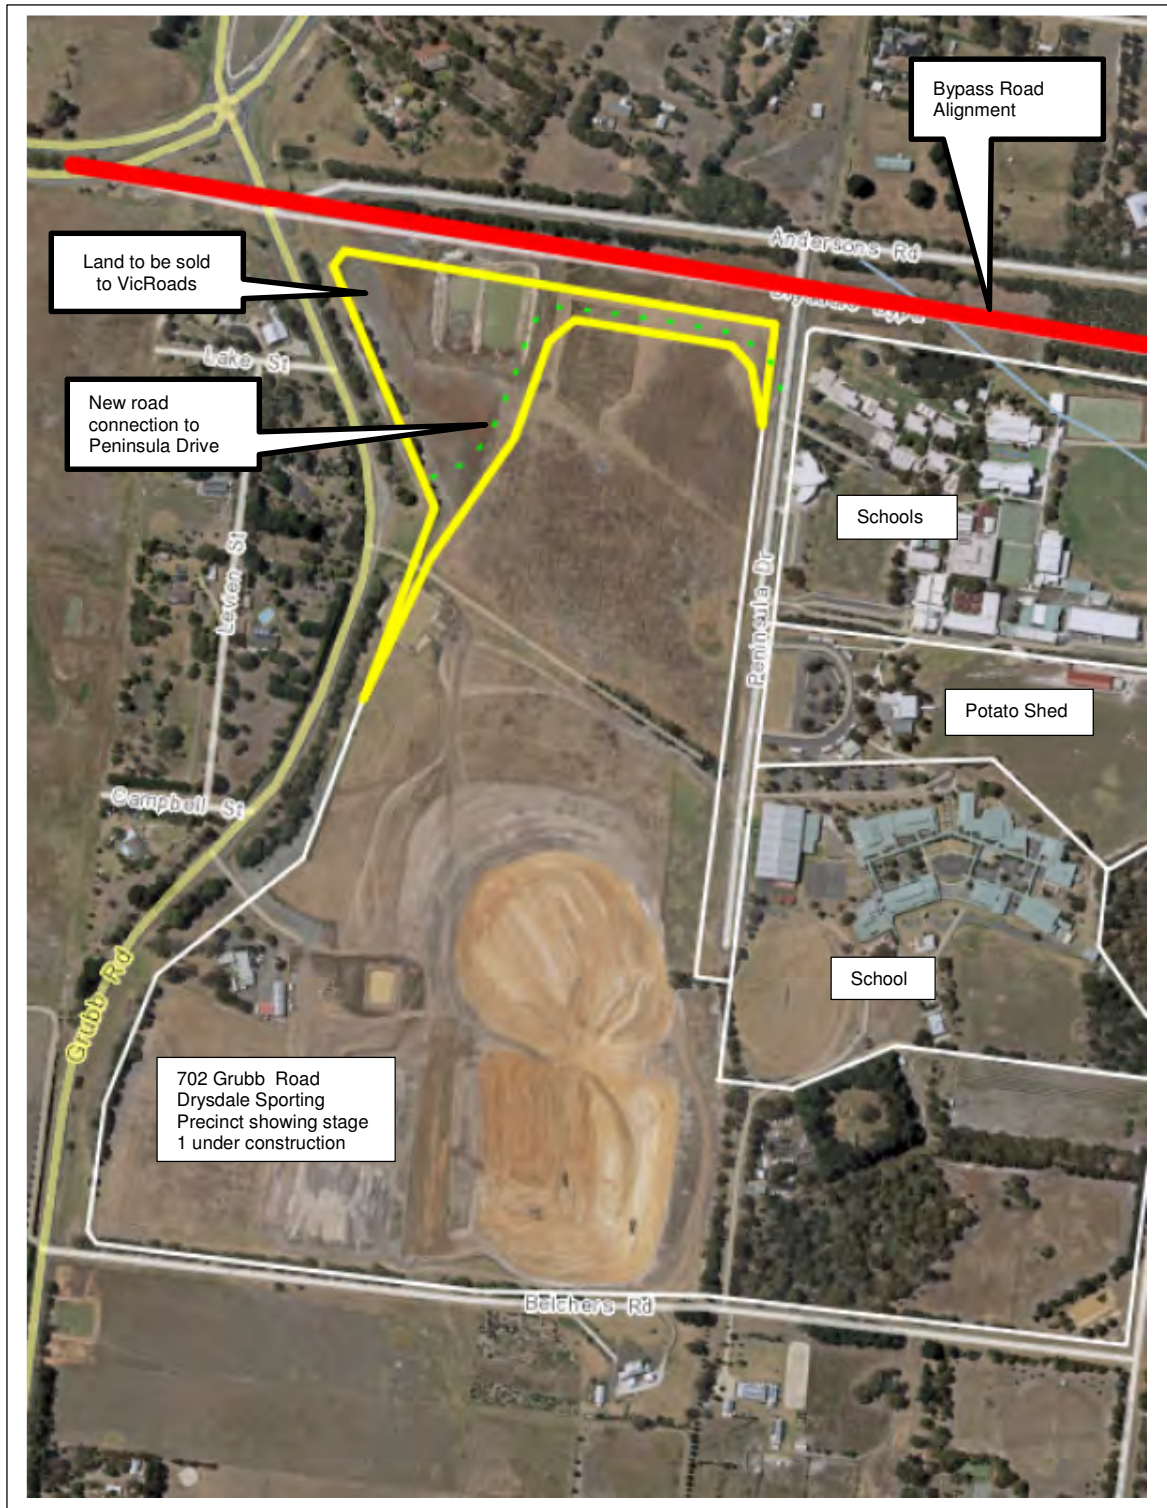 Bypass Road
Alignment
Andersons Rd
Land to be sold
to VicRoads
Lake St
New road
connection to
Peninsula Drive
Schools
Lewien St
Peninsula Dr
Potato Shed
Campbell St
Grubb Rd
School
702 Grubb Road
Drysdale Sporting
Precinct showing stage
1 under construction
Belchers Rd